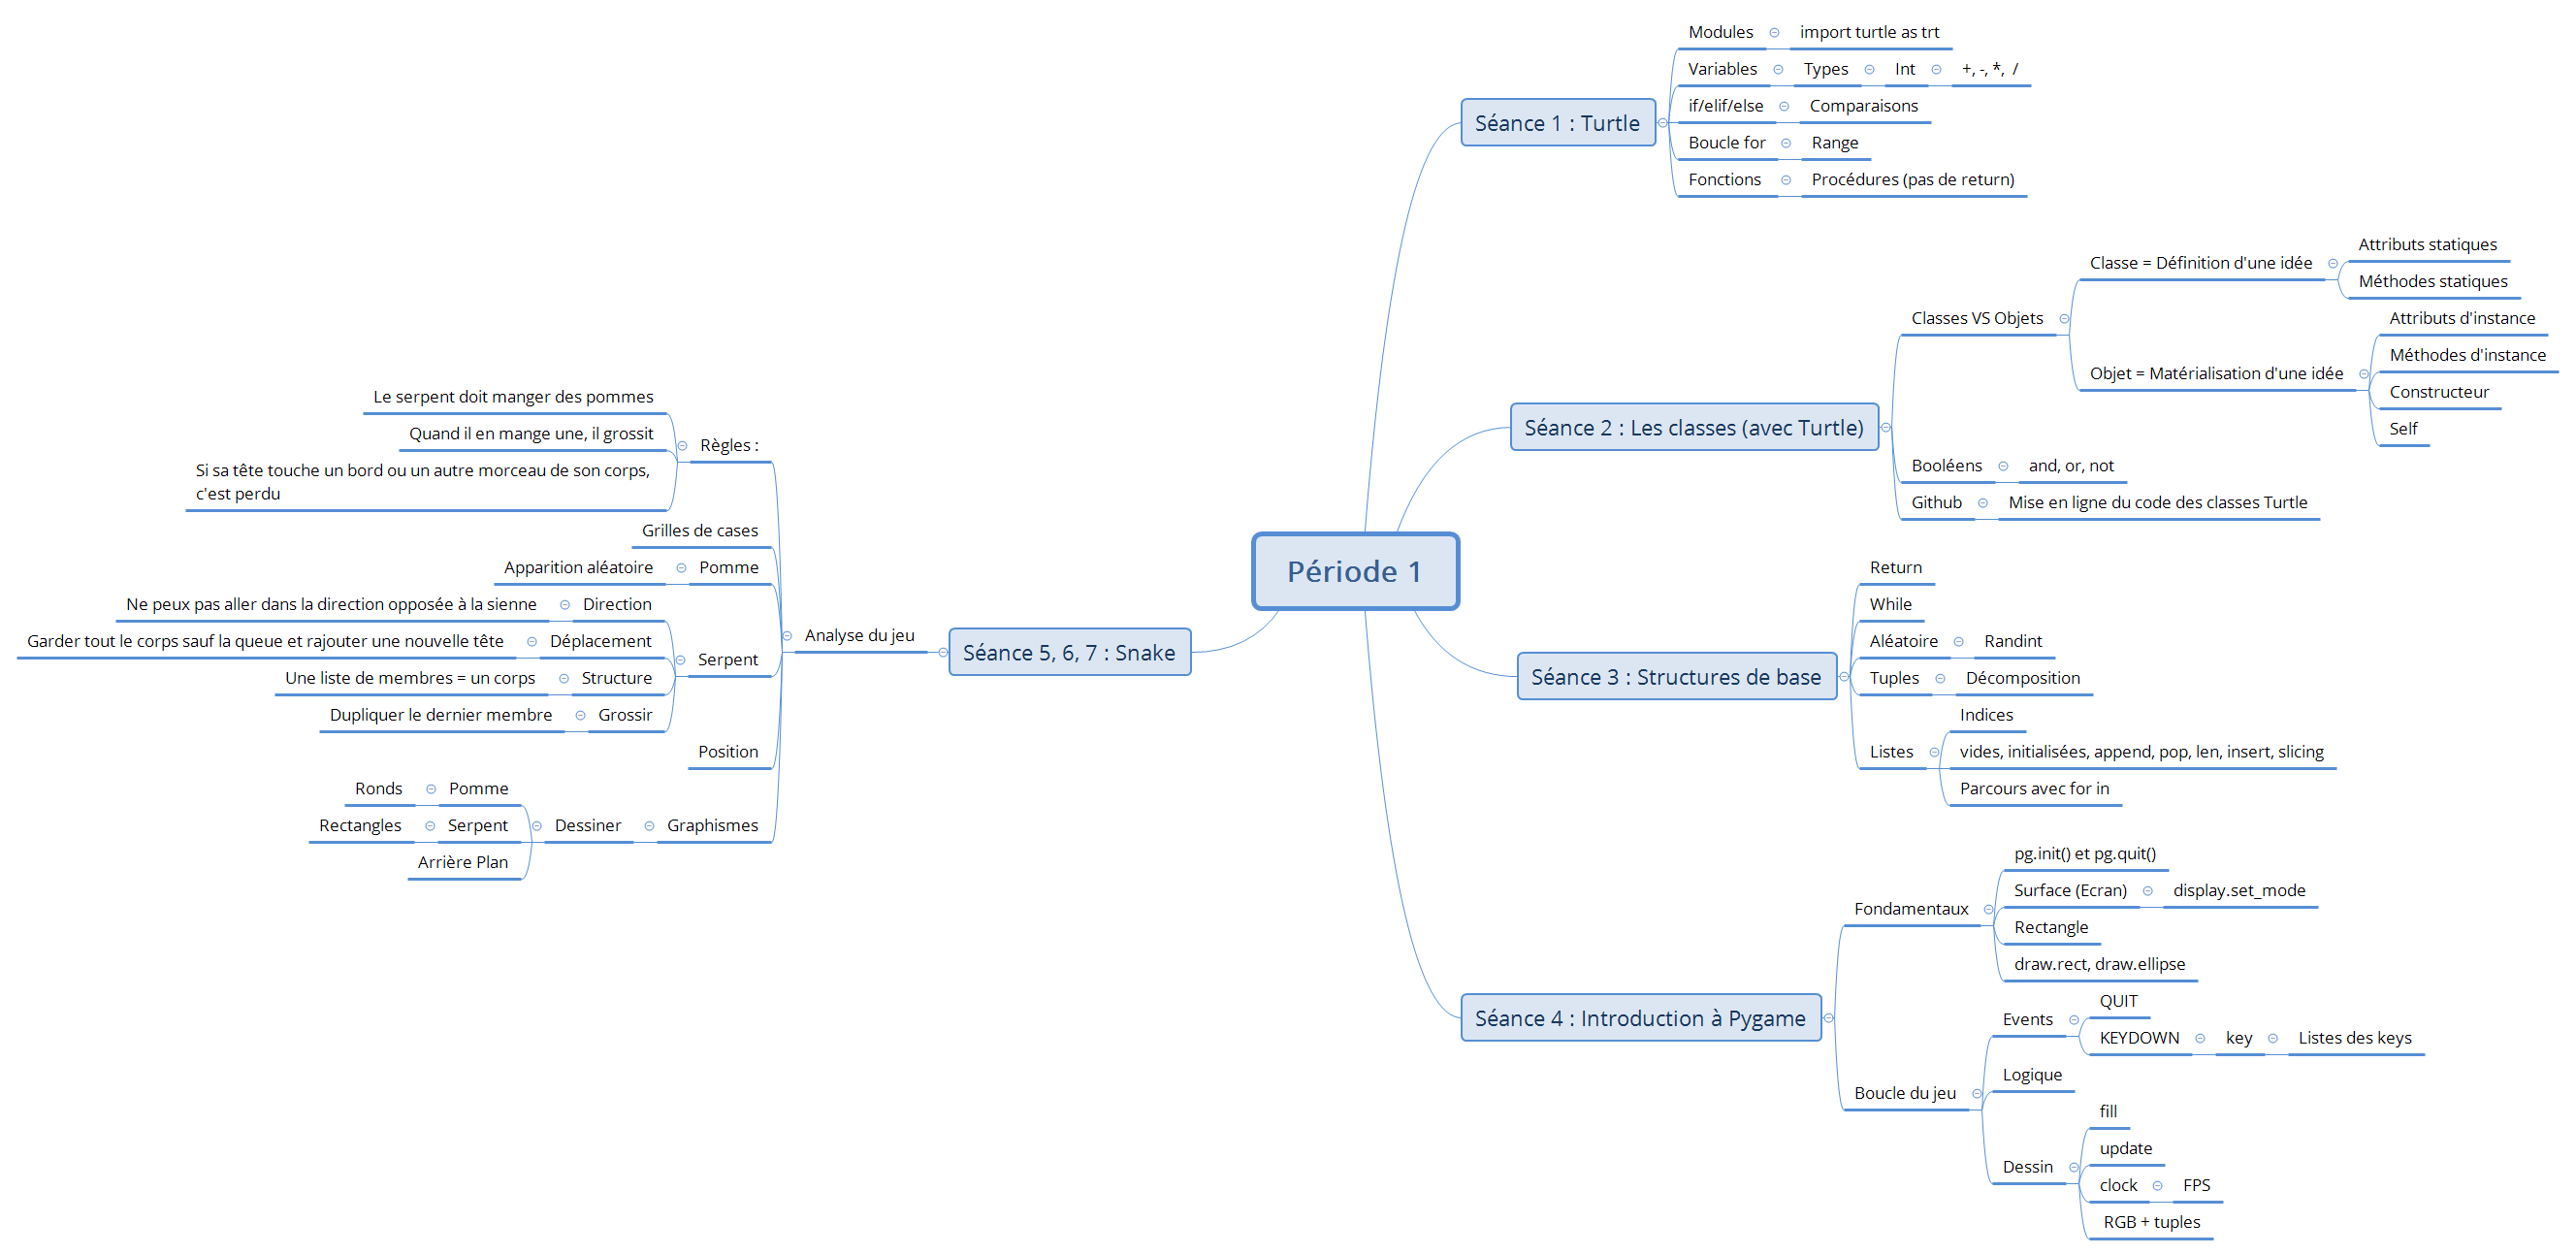 Période 1
Séance 1 : Turtle
Modules
import turtle as trt
Variables
Types
Int
+, -, *, /
if/elif/else
Comparaisons
Boucle for
Range
Fonctions
Procédures (pas de return)
Séance 2 : Les classes (avec Turtle)
Classes VS Objets
Classe = Définition d'une idée
Attributs statiques
Méthodes statiques
Objet = Matérialisation d'une idée
Attributs d'instance
Méthodes d'instance
Constructeur
Self
Booléens
and, or, not
Github
Mise en ligne du code des classes Turtle
Séance 3 : Structures de base
Return
While
Aléatoire
Randint
Tuples
Décomposition
Listes
Indices
vides, initialisées, append, pop, len, insert, slicing
Parcours avec for in
Séance 4 : Introduction à Pygame
Fondamentaux
pg.init() et pg.quit()
Surface (Ecran)
display.set_mode
Rectangle
draw.rect, draw.ellipse
Boucle du jeu
Events
QUIT
KEYDOWN
key
Listes des keys
Logique
Dessin
fill
update
clock
FPS
RGB + tuples
Séance 5, 6, 7 : Snake
Analyse du jeu
Règles :
Le serpent doit manger des pommes
Quand il en mange une, il grossit
Si sa tête touche un bord ou un autre morceau de son corps,
c'est perdu
Grilles de cases
Pomme
Apparition aléatoire
Serpent
Direction
Ne peux pas aller dans la direction opposée à la sienne
Déplacement
Garder tout le corps sauf la queue et rajouter une nouvelle tête
Structure
Une liste de membres = un corps
Grossir
Dupliquer le dernier membre
Position
Graphismes
Dessiner
Pomme
Ronds
Serpent
Rectangles
Arrière Plan